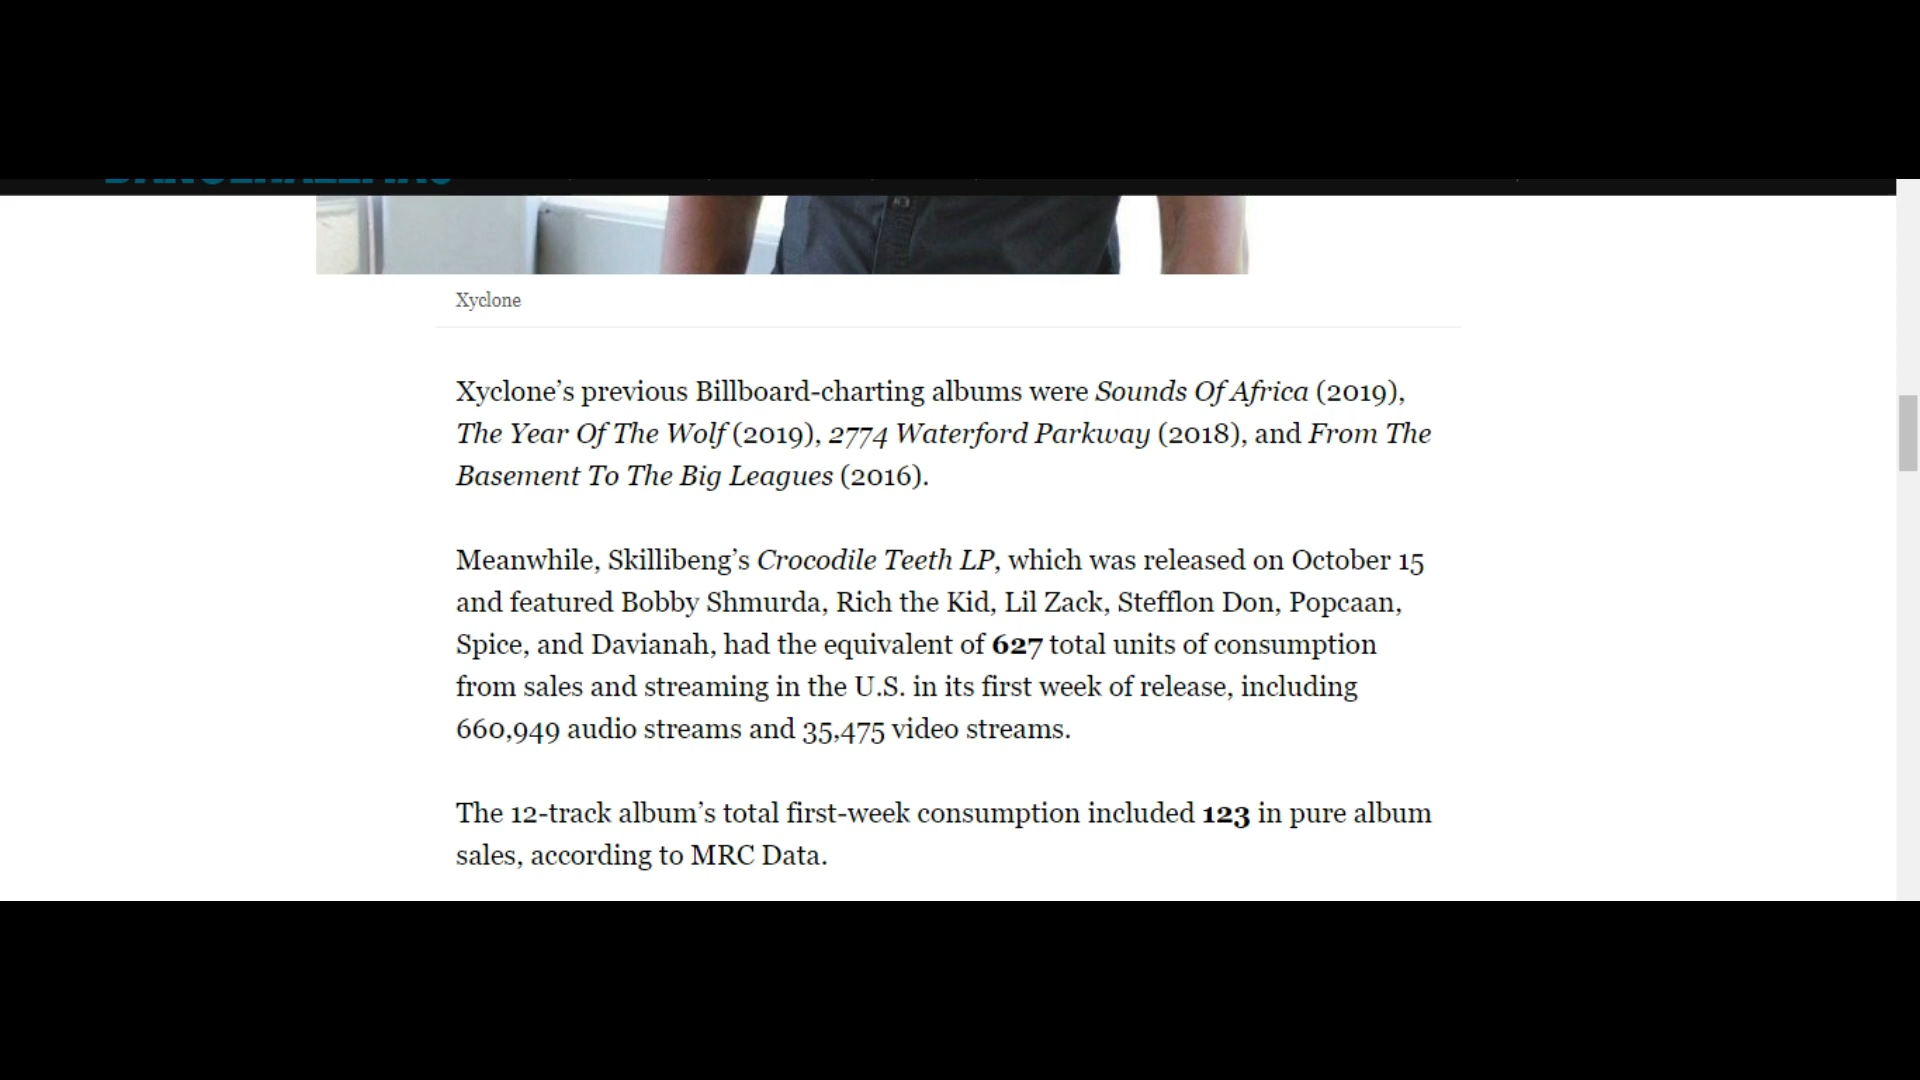 Xyclone
Xyclone’s previous Billboard-charting albums were Sounds Of Africa (2019),
The Year Of The Wolf (2019), 2774 Waterford Parkway (2018), and From The
Basement To The Big Leagues (2016).
Meanwhile, Skillibeng’s Crocodile Teeth LP, which was released on October 15
and featured Bobby Shmurda, Rich the Kid, Lil Zack, Stefflon Don, Popcaan,
Spice, and Davianah, had the equivalent of 627 total units of consumption
from sales and streaming in the U.S. in its first week of release, including
660,949 audio streams and 35,475 video streams.
The 12-track album’s total first-week consumption included 123 in pure album
sales, according to MRC Data.